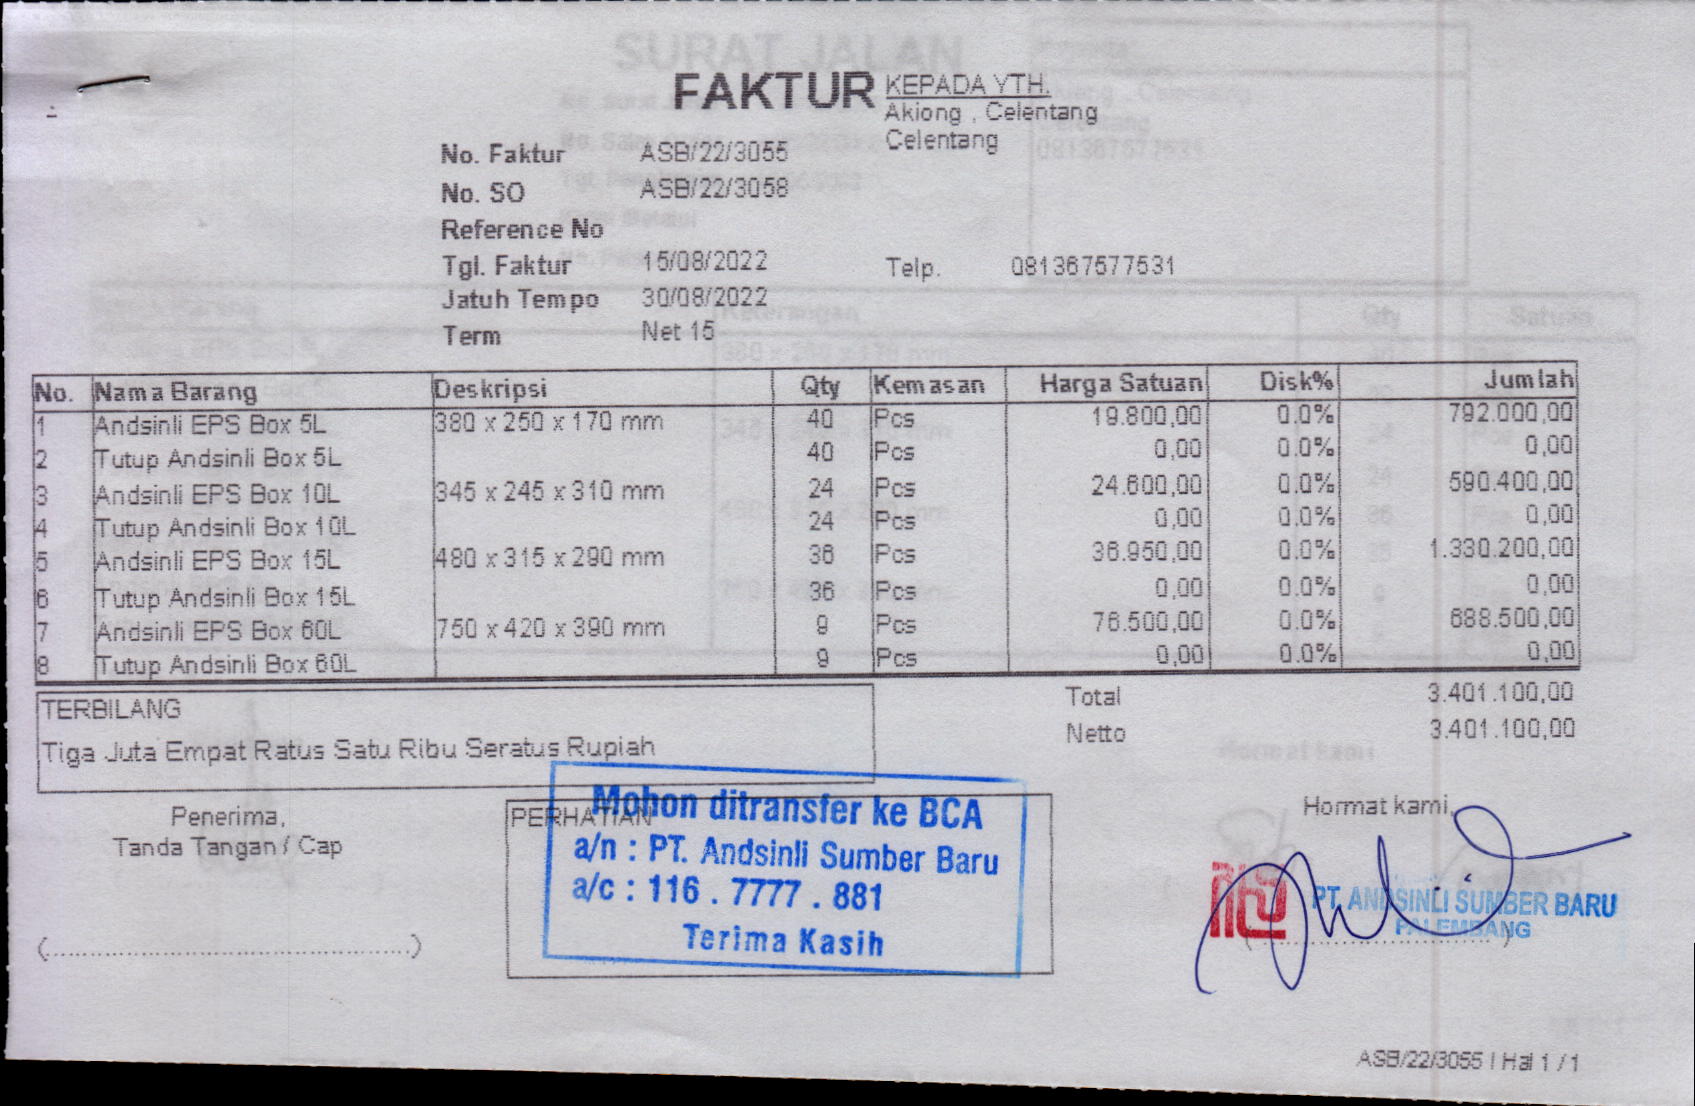 FAKTUR
KEPADA YTH.
Akiong , Celentang
Celentang
No. Faktur ASB/22/3055
No. SO ASB/22/3058
Reference No
Tgl. Faktur 15/08/2022
Telp. 081367577531
Jatuh Tempo 30/08/2022
Term Net 15
No. Nama Barang Deskripsi Qty Kemasan Harga Satuan Disk% Jumlah
1 Andsinli EPS Box 5L 380 x 250 x 170 mm 40 Pcs 19.800,00 0.0% 792.000,00
2 Tutup Andsinli Box 5L 40 Pcs 0,00 0.0% 0,00
3 Andsinli EPS Box 10L 345 x 245 x 310 mm 24 Pcs 24.600,00 0.0% 590.400,00
4 Tutup Andsinli Box 10L 24 Pcs 0,00 0.0% 0,00
5 Andsinli EPS Box 15L 480 x 315 x 290 mm 36 Pcs 36.950,00 0.0% 1.330.200,00
6 Tutup Andsinli Box 15L 36 Pcs 0,00 0.0% 0,00
7 Andsinli EPS Box 60L 750 x 420 x 390 mm 9 Pcs 76.500,00 0.0% 688.500,00
8 Tutup Andsinli Box 60L 9 Pcs 0,00 0.0% 0,00
Total 3.401.100,00
Netto 3.401.100,00
TERBILANG
Tiga Juta Empat Ratus Satu Ribu Seratus Rupiah
Penerima,
Tanda Tangan / Cap
(..........................................)
PERHATIAN
Mohon ditransfer ke BCA
a/n : PT. Andsinli Sumber Baru
a/c : 116 . 7777 . 881
Terima Kasih
Hormat kami,
PT. ANDSINLI SUMBER BARU
PALEMBANG
ASB/22/3055 / Hal 1 / 1